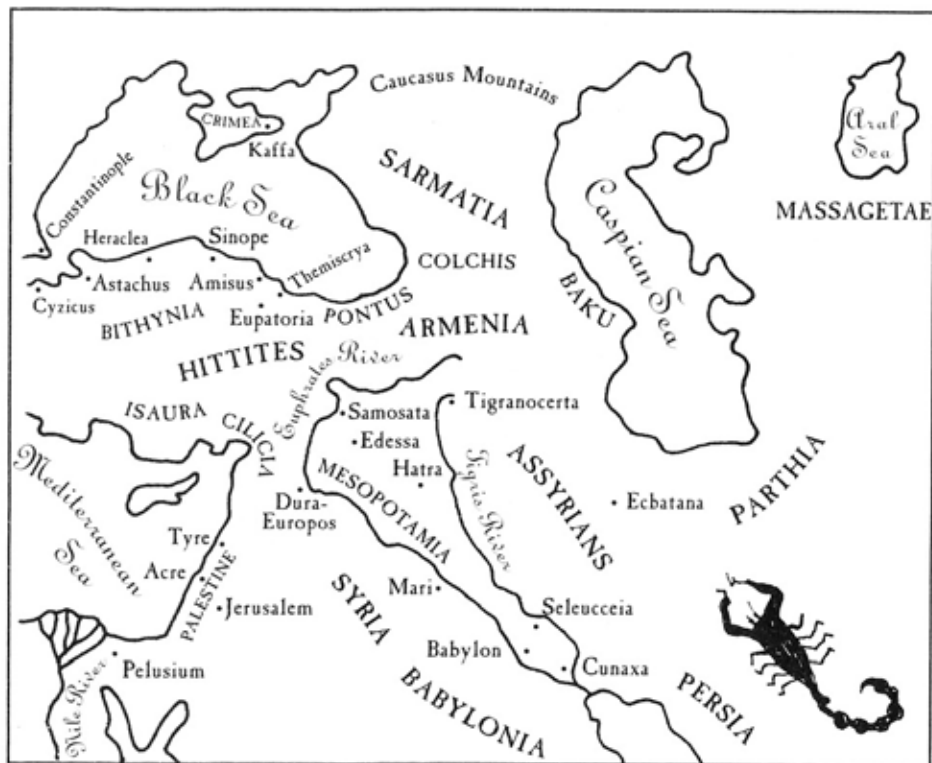 Caucasus Mountains
Aral
Sea
CRIMEA
Kaffa
Constantinople
Black Sea
SARMATIA
Caspian Sea
MASSAGETAE
Heraclea
Sinope
Themiscrya
COLCHIS
Astachus
Amisus
Cyzicus
BITHYNIA
Eupatoria
PONTUS
ARMENIA
BAKU
HITTITES
Euphrates River
ISAURA
CILICIA
Samosata
Tigranocerta
Edessa
Hatra
Mediterranean
Sea
MESOPOTAMIA
Tigris River
ASSYRIANS
PARTHIA
Dura-
Europos
Ecbatana
Tyre
Acre
PALESTINE
Jerusalem
SYRIA
Mari
Seleucceia
Babylon
Cunaxa
Pelusium
Nile River
BABYLONIA
PERSIA